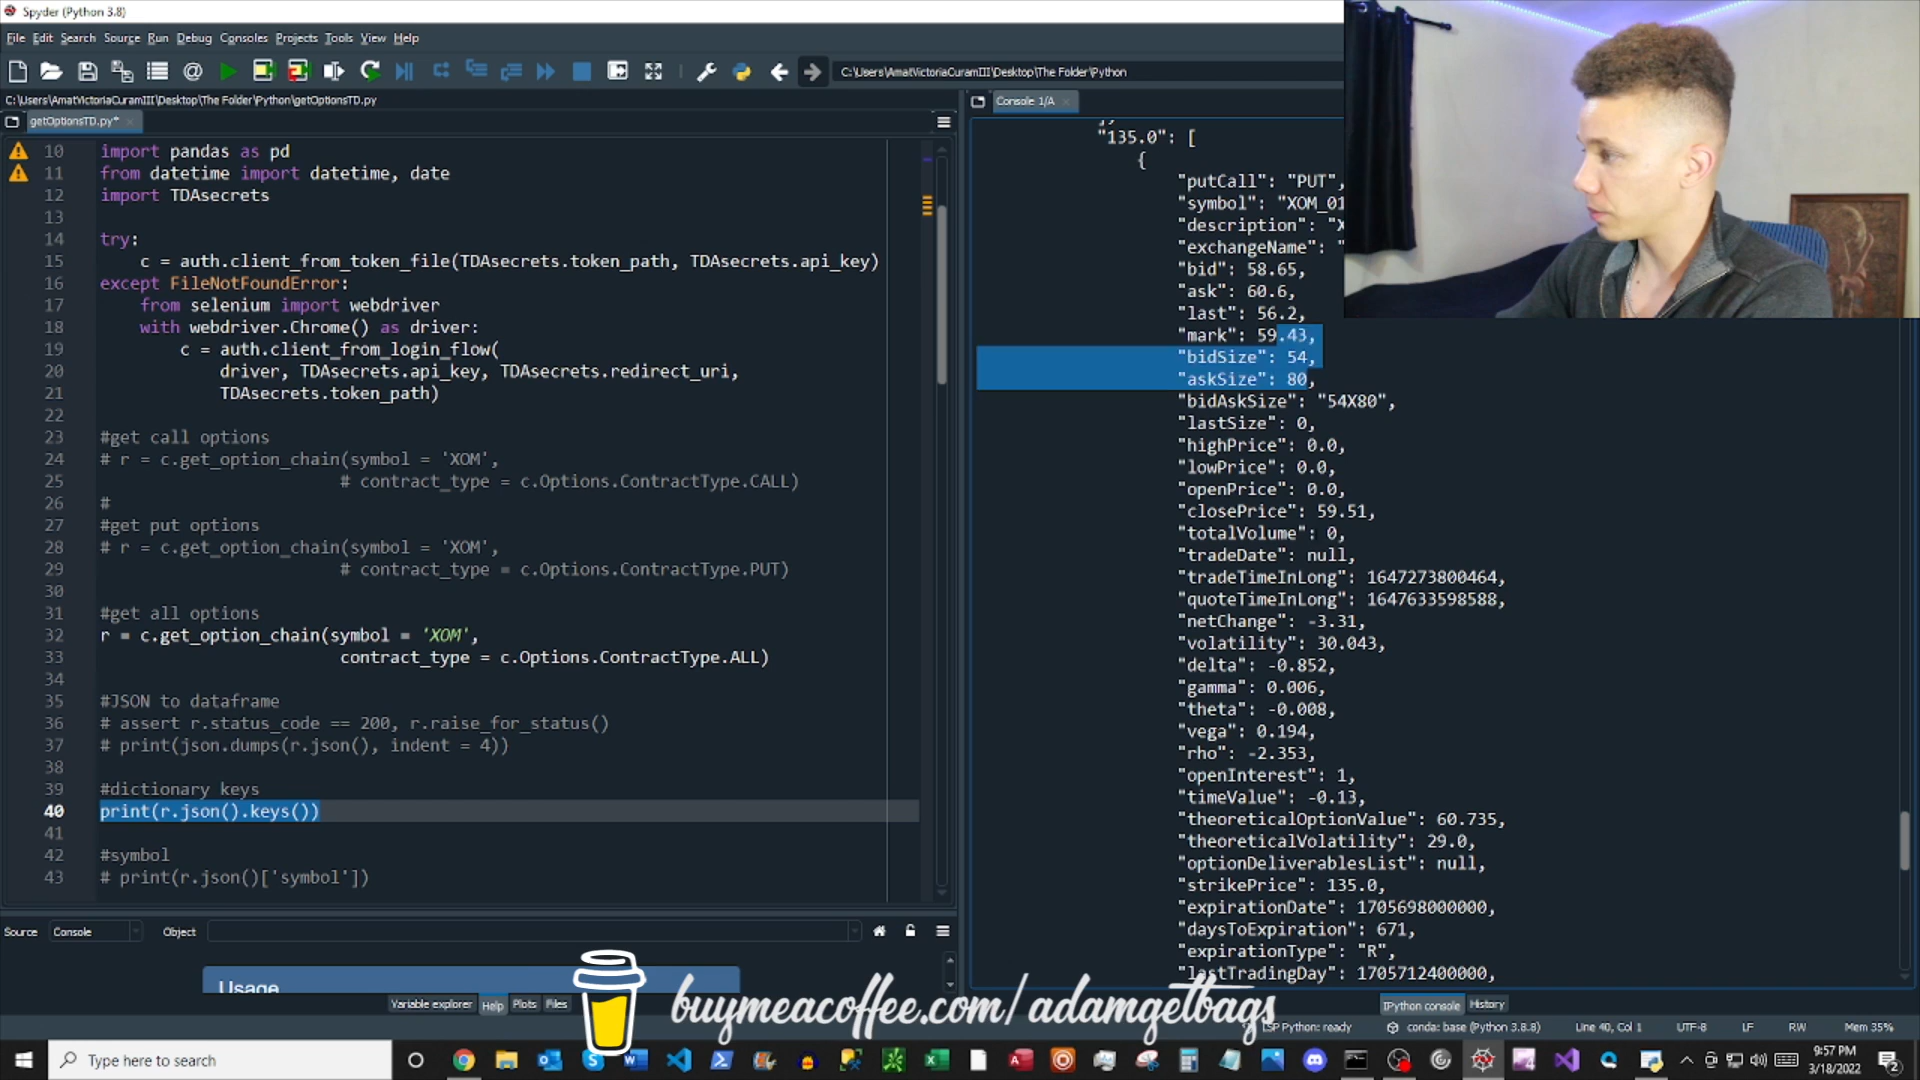 Spyder (Python 3.8)
File Edit Search Source Run Debug Consoles Projects Tools View Help
C:\Users\AmatVictoriaCuramIII\Desktop\The Folder\Python
C:\Users\AmatVictoriaCuramIII\Desktop\The Folder\Python\getOptionsTD.py
getOptionsTD.py*
10 import pandas as pd
11 from datetime import datetime, date
12 import TDAsecrets
13
14 try:
15 c = auth.client_from_token_file(TDAsecrets.token_path, TDAsecrets.api_key)
16 except FileNotFoundError:
17 from selenium import webdriver
18 with webdriver.Chrome() as driver:
19 c = auth.client_from_login_flow(
20 driver, TDAsecrets.api_key, TDAsecrets.redirect_uri,
21 TDAsecrets.token_path)
22
23 #get call options
24 # r = c.get_option_chain(symbol = 'XOM',
25 # contract_type = c.Options.ContractType.CALL)
26 #
27 #get put options
28 # r = c.get_option_chain(symbol = 'XOM',
29 # contract_type = c.Options.ContractType.PUT)
30
31 #get all options
32 r = c.get_option_chain(symbol = 'XOM',
33 contract_type = c.Options.ContractType.ALL)
34
35 #JSON to dataframe
36 # assert r.status_code == 200, r.raise_for_status()
37 # print(json.dumps(r.json(), indent = 4))
38
39 #dictionary keys
40 print(r.json().keys())
41
42 #symbol
43 # print(r.json()['symbol'])
Source Console Object
Usage
Variable explorer Help Plots Files
Console 1/A
"135.0": [
{
"putCall": "PUT",
"symbol": "XOM_01
"description": "X
"exchangeName": "
"bid": 58.65,
"ask": 60.6,
"last": 56.2,
"mark": 59.43,
"bidSize": 54,
"askSize": 80,
"bidAskSize": "54X80",
"lastSize": 0,
"highPrice": 0.0,
"lowPrice": 0.0,
"openPrice": 0.0,
"closePrice": 59.51,
"totalVolume": 0,
"tradeDate": null,
"tradeTimeInLong": 1647273800464,
"quoteTimeInLong": 1647633598588,
"netChange": -3.31,
"volatility": 30.043,
"delta": -0.852,
"gamma": 0.006,
"theta": -0.008,
"vega": 0.194,
"rho": -2.353,
"openInterest": 1,
"timeValue": -0.13,
"theoreticalOptionValue": 60.735,
"theoreticalVolatility": 29.0,
"optionDeliverablesList": null,
"strikePrice": 135.0,
"expirationDate": 1705698000000,
"daysToExpiration": 671,
"expirationType": "R",
"lastTradingDay": 1705712400000,
IPython console History
buymeacoffee.com/adamgetbags
LSP Python: ready conda: base (Python 3.8.8) Line 40, Col 1 UTF-8 LF RW Mem 35%
Type here to search
9:57 PM
3/18/2022
2